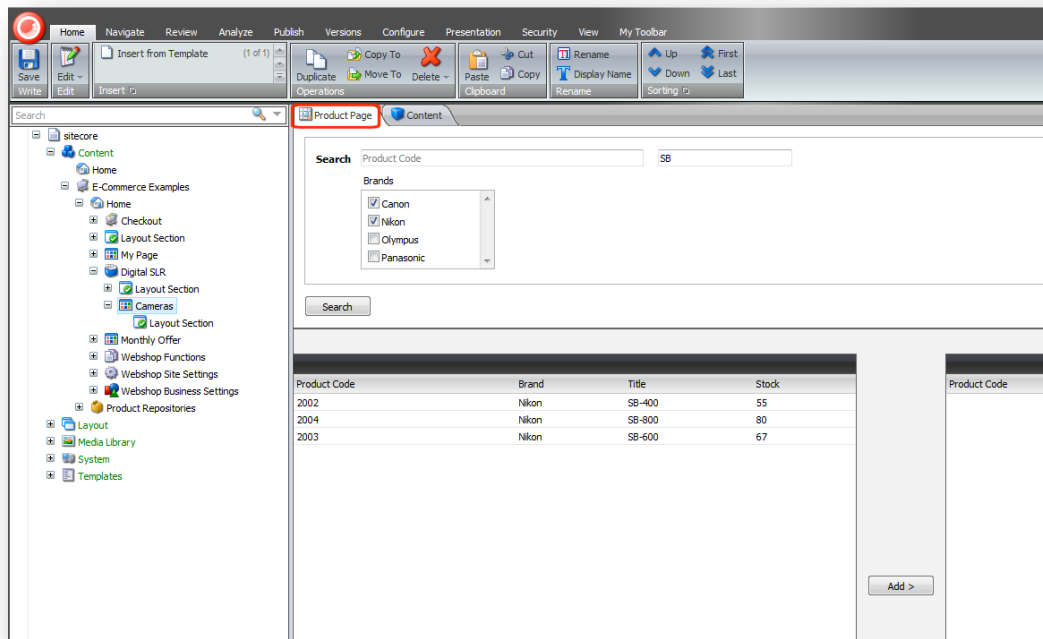 Home Navigate Review Analyze Publish Versions Configure Presentation Security View My Toolbar
Save Edit Insert from Template (1 of 1) Duplicate Copy To Move To Delete Paste Cut Copy Rename Display Name Up Down First Last
Write Edit Insert Operations Clipboard Rename Sorting
Search
sitecore
Content
Home
E-Commerce Examples
Home
Checkout
Layout Section
My Page
Digital SLR
Layout Section
Cameras
Layout Section
Monthly Offer
Webshop Functions
Webshop Site Settings
Webshop Business Settings
Product Repositories
Layout
Media Library
System
Templates
Product Page Content
Search Product Code SB
Brands
Canon
Nikon
Olympus
Panasonic
Search
Product Code Brand Title Stock
2002 Nikon SB-400 55
2004 Nikon SB-800 80
2003 Nikon SB-600 67
Add >
Product Code